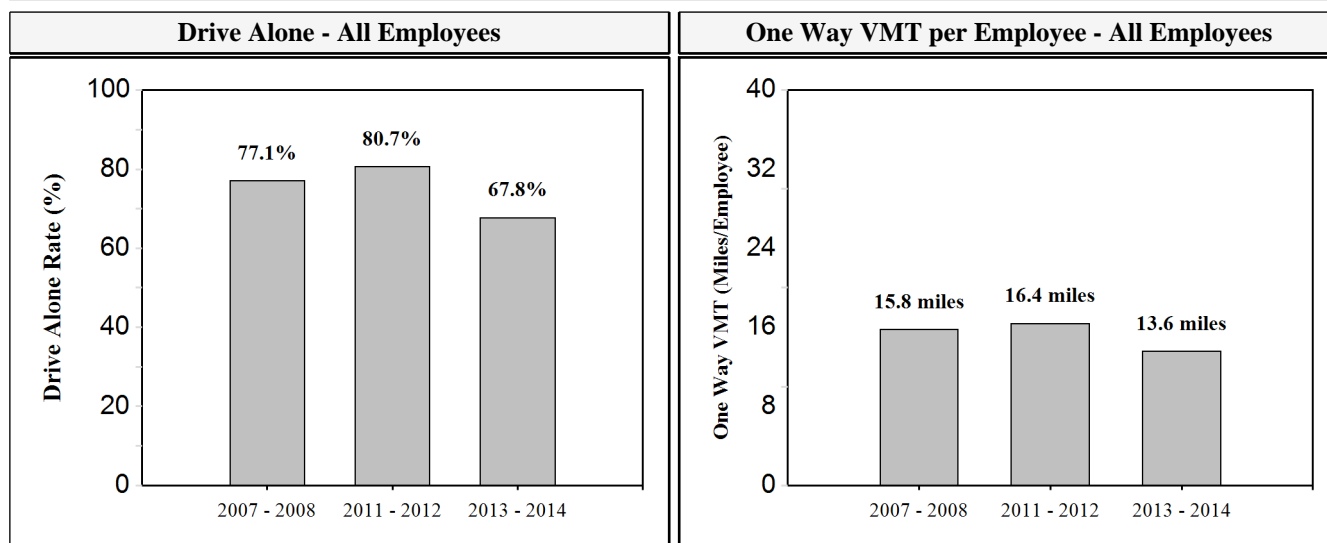 Drive Alone - All Employees
One Way VMT per Employee - All Employees
Drive Alone Rate (%)
100
80
60
40
20
0
77.1%
80.7%
67.8%
2007 - 2008
2011 - 2012
2013 - 2014
One Way VMT (Miles/Employee)
40
32
24
16
8
0
15.8 miles
16.4 miles
13.6 miles
2007 - 2008
2011 - 2012
2013 - 2014